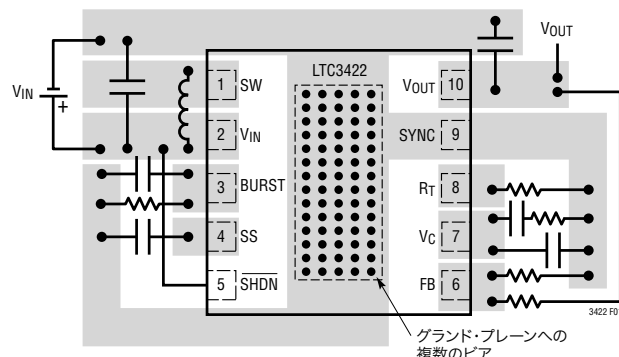 VOUT
LTC3422
VIN
+
1 SW
VOUT 10
2 VIN
SYNC 9
3 BURST
RT 8
4 SS
VC 7
5 SHDN
FB 6
3422 F0
グランド・プレーンへの
複数のビア